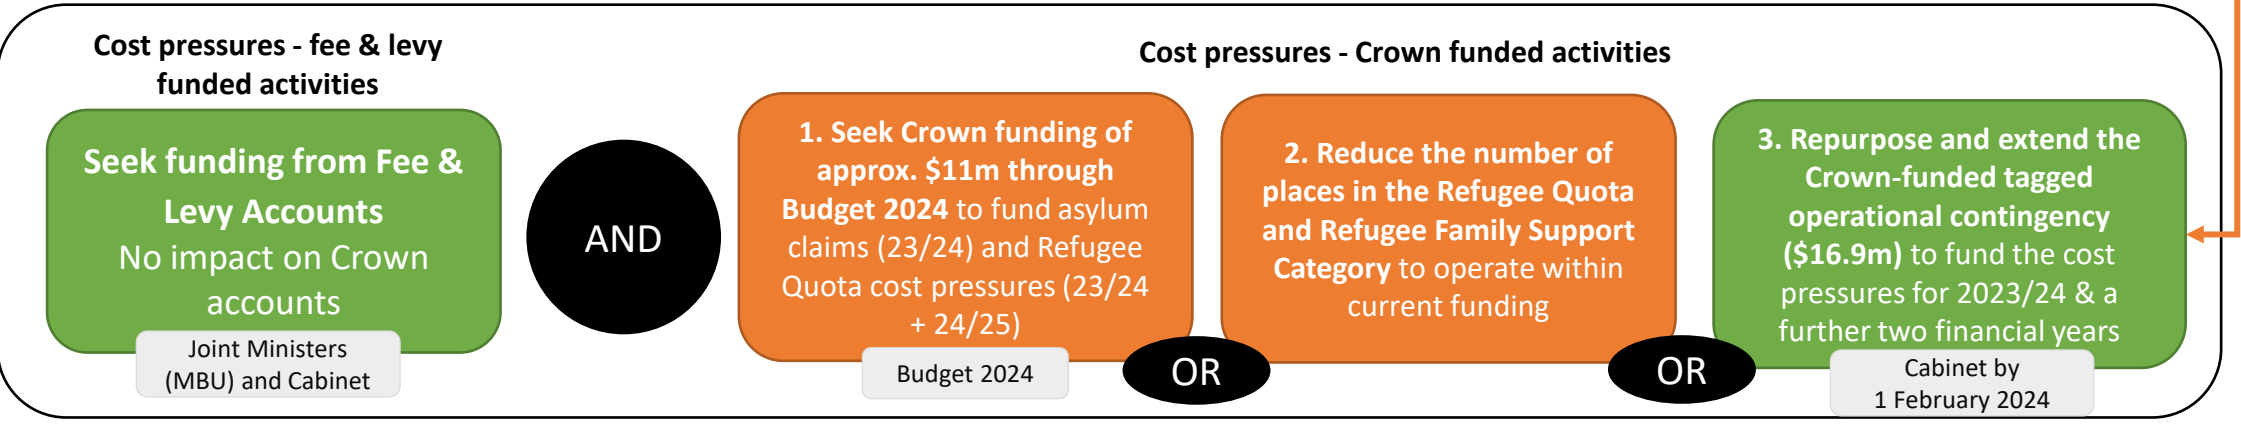 Cost pressures - fee & levy
funded activities
Seek funding from Fee &
Levy Accounts
No impact on Crown
accounts
Joint Ministers
(MBU) and Cabinet
AND
Cost pressures - Crown funded activities
1. Seek Crown funding of
approx. $11m through
Budget 2024 to fund asylum
claims (23/24) and Refugee
Quota cost pressures (23/24
+ 24/25)
Budget 2024
OR
2. Reduce the number of
places in the Refugee Quota
and Refugee Family Support
Category to operate within
current funding
OR
3. Repurpose and extend the
Crown-funded tagged
operational contingency
($16.9m) to fund the cost
pressures for 2023/24 & a
further two financial years
Cabinet by
1 February 2024